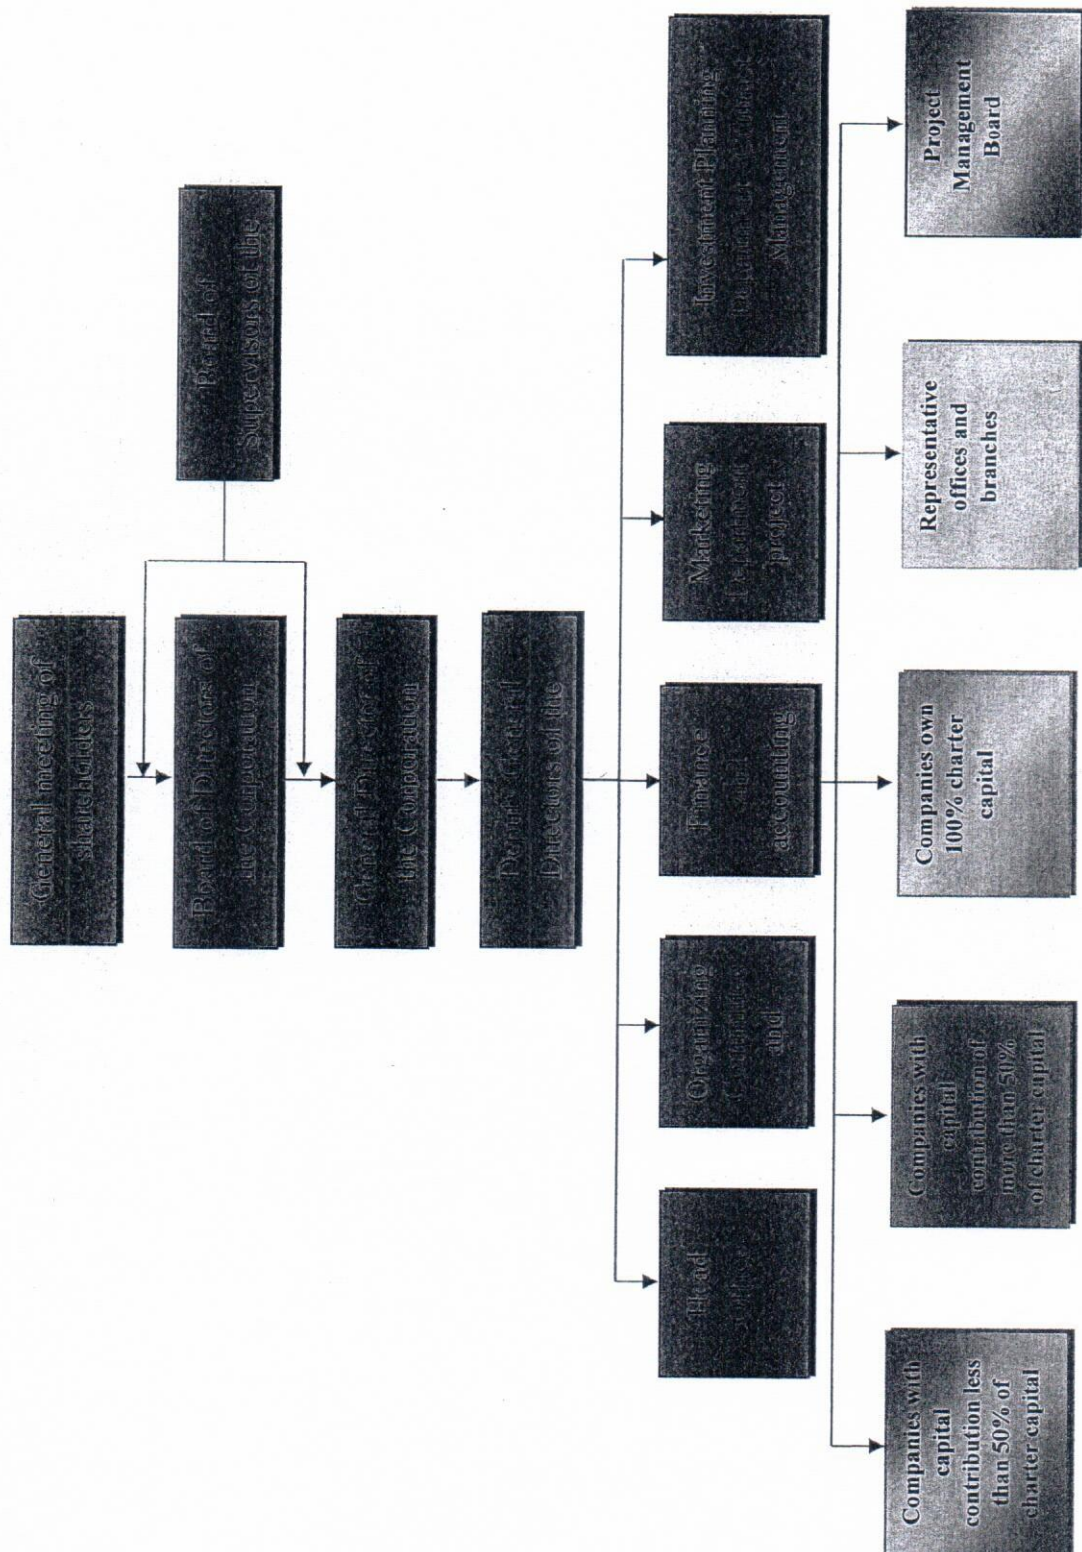 General meeting of
shareholders
Board of
Supervisors of the
Board of Directors of
the Corporation
General Director of
the Corporation
Deputy General
Directors of the
Head
Organizing
and
Finance
accounting
Marketing
project
Investment Planning
Management
Companies with
capital
contribution less
than 50% of
charter capital
Companies with
capital
contribution of
more than 50%
of charter capital
Companies own
100% charter
capital
Representative
offices and
branches
Project
Management
Board